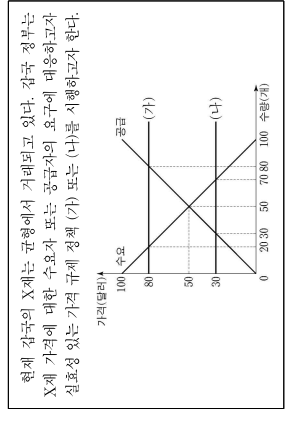 현재 갑국의 X재는 균형에서 거래되고 있다. 갑국 정부는
X재 가격에 대한 수요자 또는 공급자의 요구에 대응하고자
실효성 있는 가격 규제 정책 (가) 또는 (나)를 시행하고자 한다.
가격(달러)
100
수요
공급
80
(가)
50
30
(나)
0
20 30
50
70 80
100
수량(개)